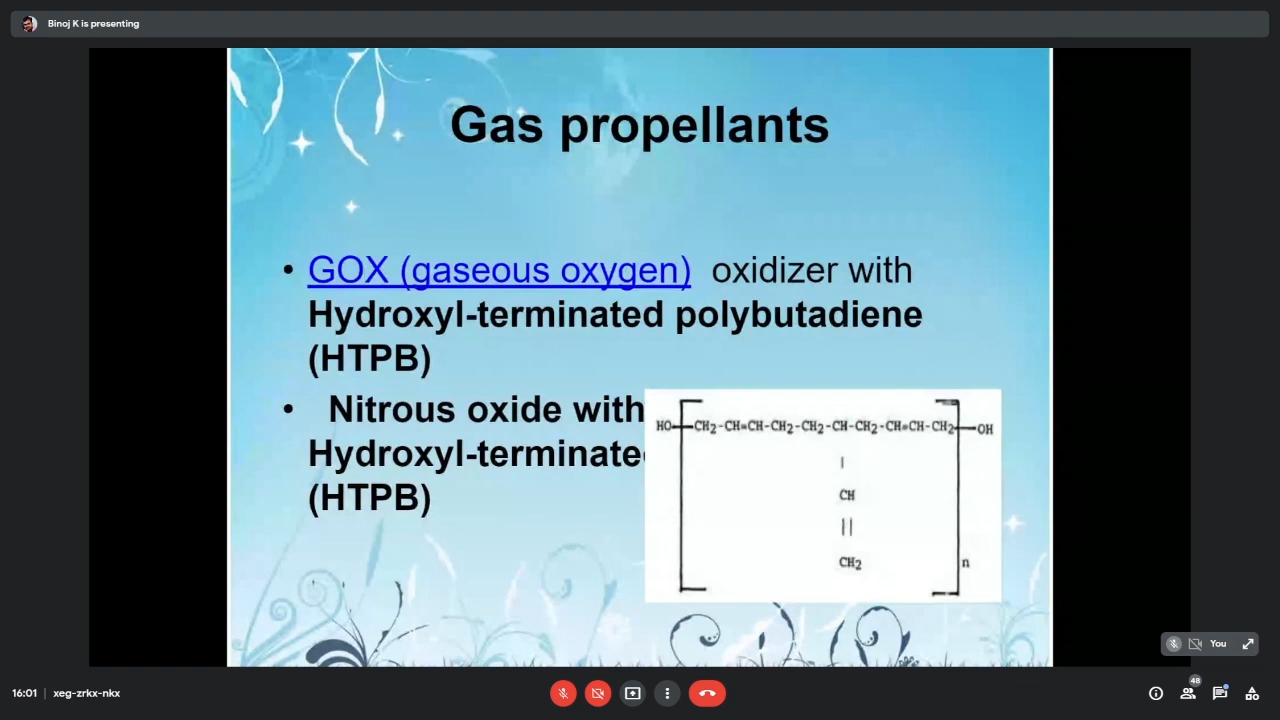 Binoj K is presenting
Gas propellants
• GOX (gaseous oxygen) oxidizer with
Hydroxyl-terminated polybutadiene
(HTPB)
• Nitrous oxide with
Hydroxyl-terminate
(HTPB)
HO-CH2-CH=CH-CH2-CH2-CH-CH2-CH=CH-CH2-OH
CH
CH2
n
You
16:01 | xeg-zrkx-nkx
48